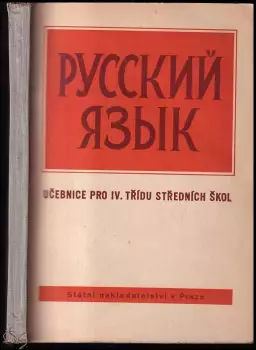 РУССКИЙ
ЯЗЫК
UČEBNICE PRO IV. TŘÍDU STŘEDNÍCH ŠKOL
Státní nakladatelství v Praze